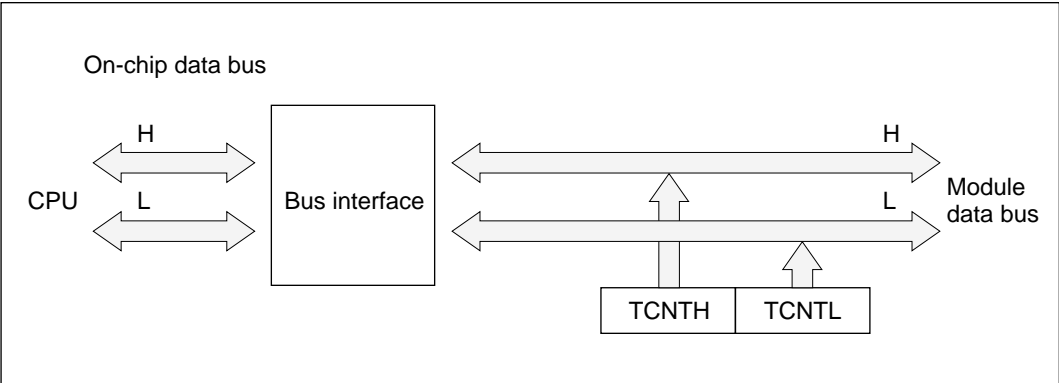 On-chip data bus
H
H
CPU
L
Bus interface
L
Module
data bus
TCNTH
TCNTL